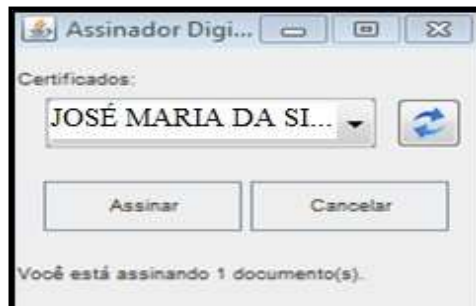 Assinador Digi...
Certificados:
JOSÉ MARIA DA SI...
Assinar Cancelar
Você está assinando 1 documento(s).